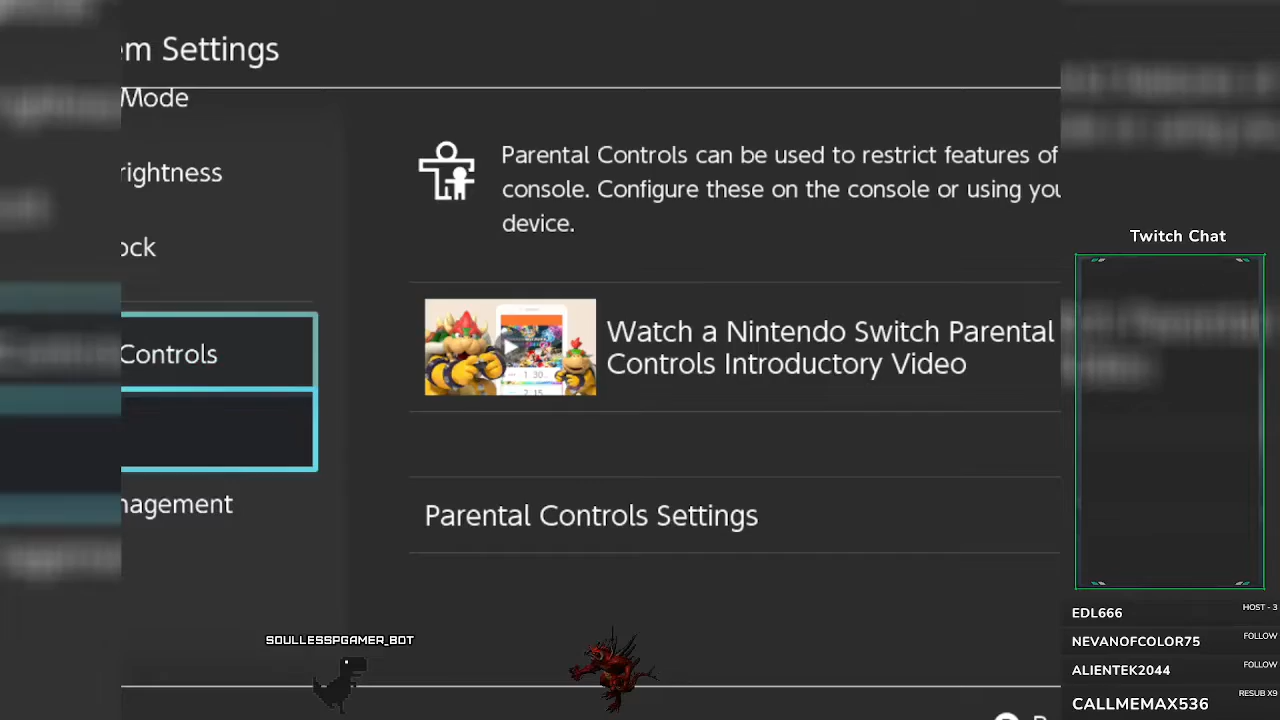 em Settings
Mode
rightness
ock
Controls
nagement
Parental Controls can be used to restrict features of
console. Configure these on the console or using you
device.
Watch a Nintendo Switch Parental
Controls Introductory Video
Parental Controls Settings
SOULLESSPGAMER_BOT
Twitch Chat
EDL666 HOST - 3
NEVANOFCOLOR75 FOLLOW
ALIENTEK2044 FOLLOW
CALLMEMAX536 RESUB X9